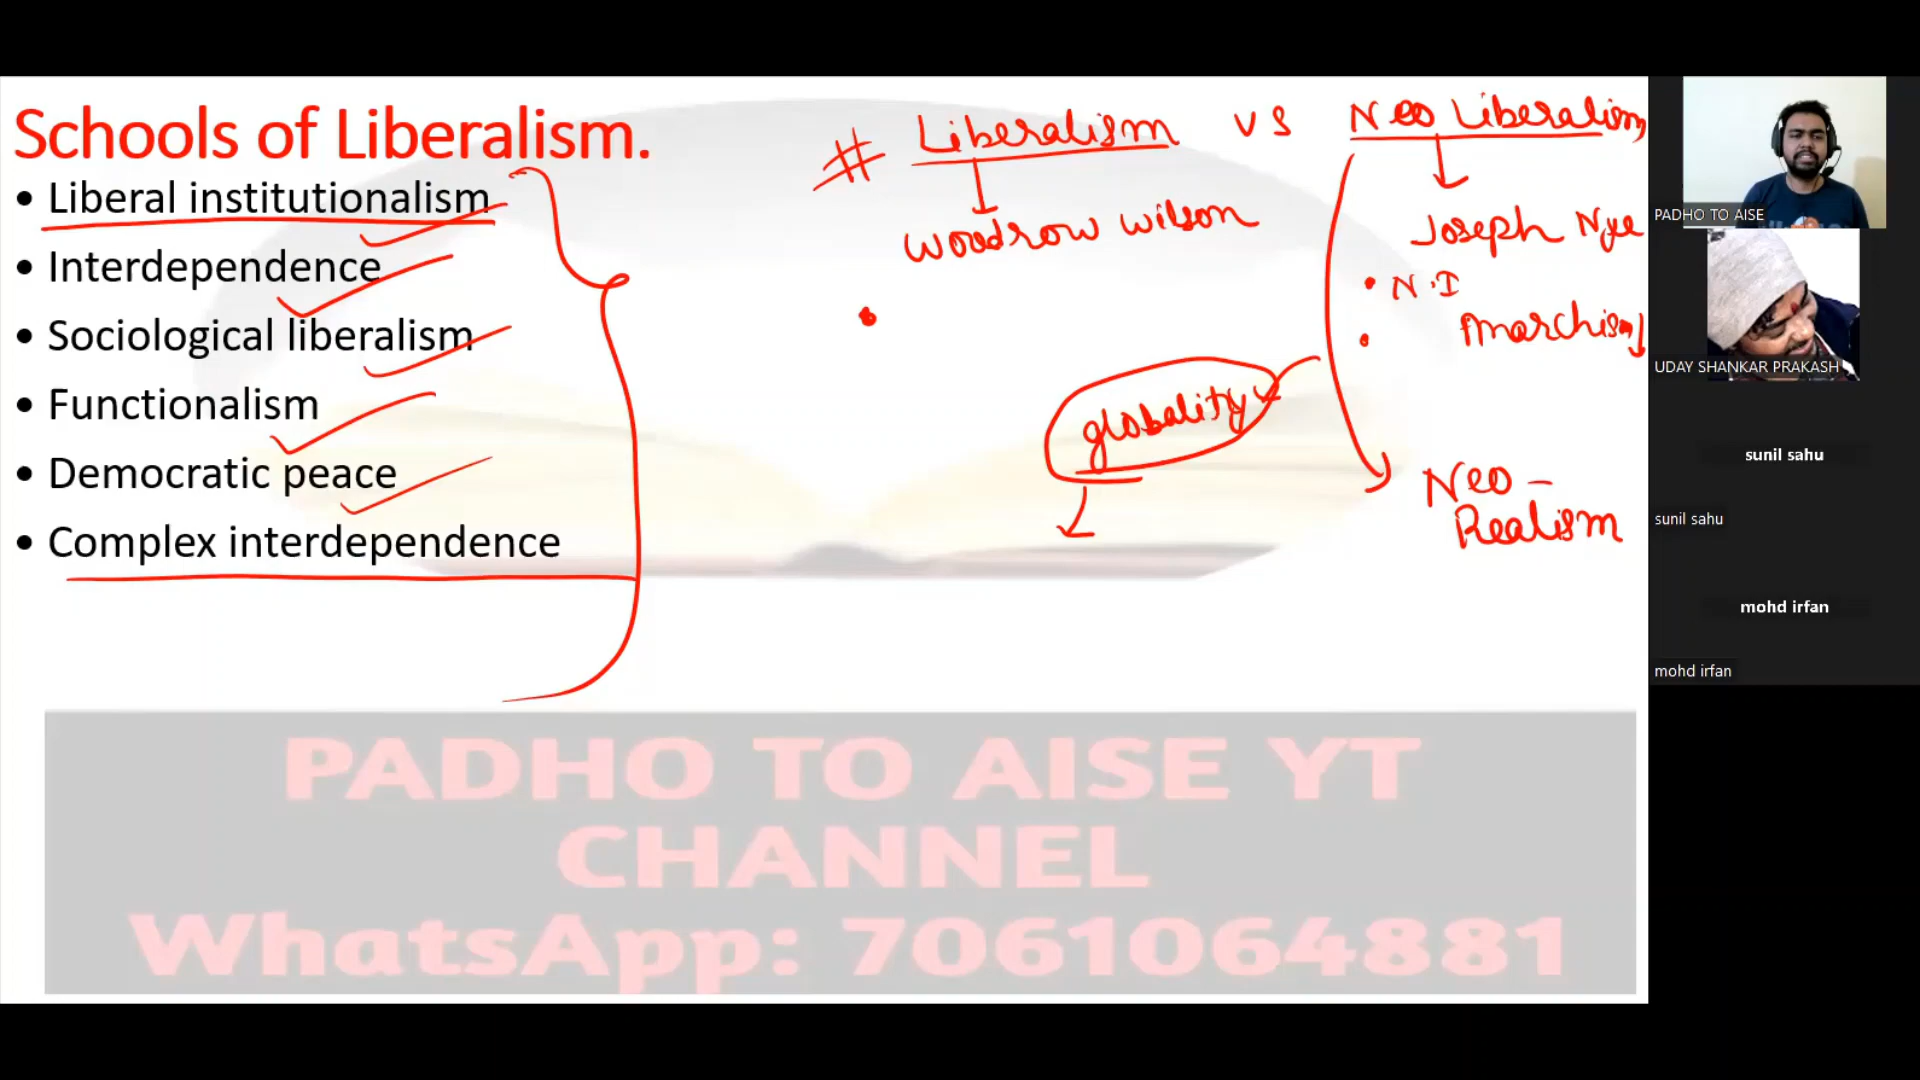 Schools of Liberalism.
• Liberal institutionalism
• Interdependence
• Sociological liberalism
• Functionalism
• Democratic peace
• Complex interdependence
# Liberalism vs Neo Liberalism
Woodrow Wilson
Joseph Nye
• N.I
• Anarchism
globality
Neo -
Realism
PADHO TO AISE YT
CHANNEL
WhatsApp: 7061064881
PADHO TO AISE
UDAY SHANKAR PRAKASH
sunil sahu
sunil sahu
mohd irfan
mohd irfan